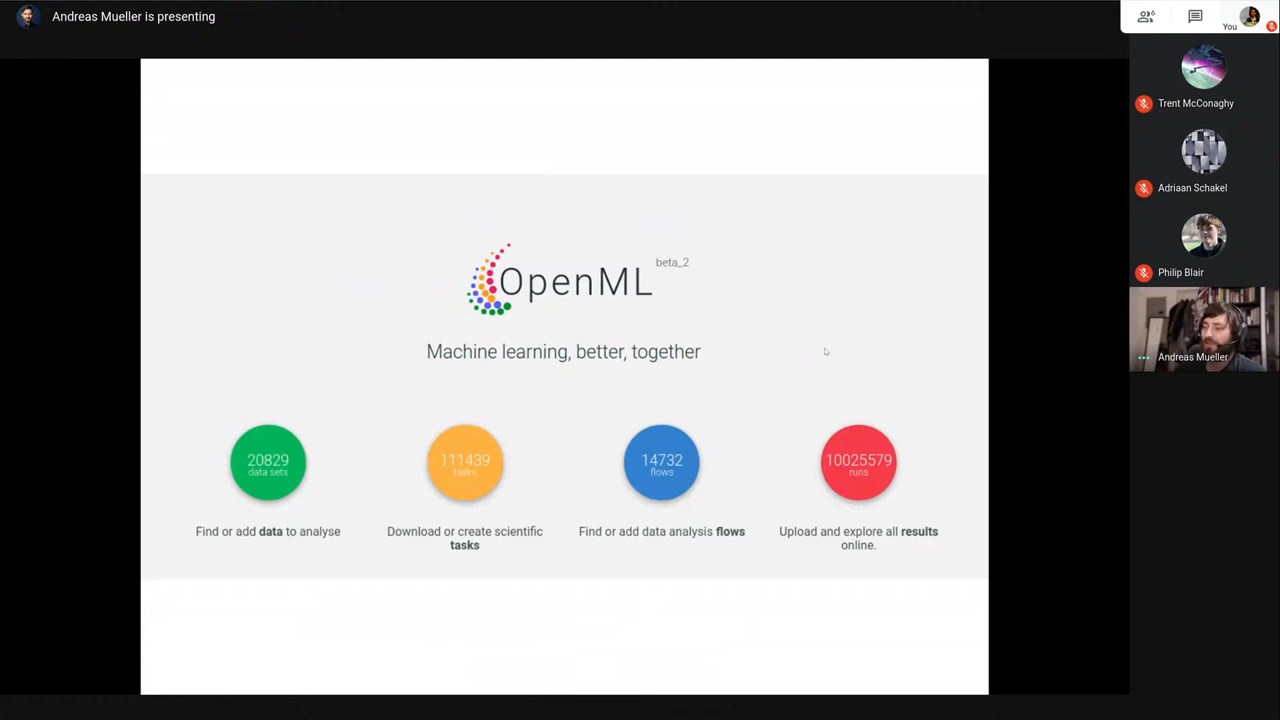 Andreas Mueller is presenting
6
You
Trent McConaghy
Adriaan Schakel
Philip Blair
Andreas Mueller
OpenML beta_2
Machine learning, better, together
20829
data sets
111439
tasks
14732
flows
10025579
runs
Find or add data to analyse
Download or create scientific
tasks
Find or add data analysis flows
Upload and explore all results
online.